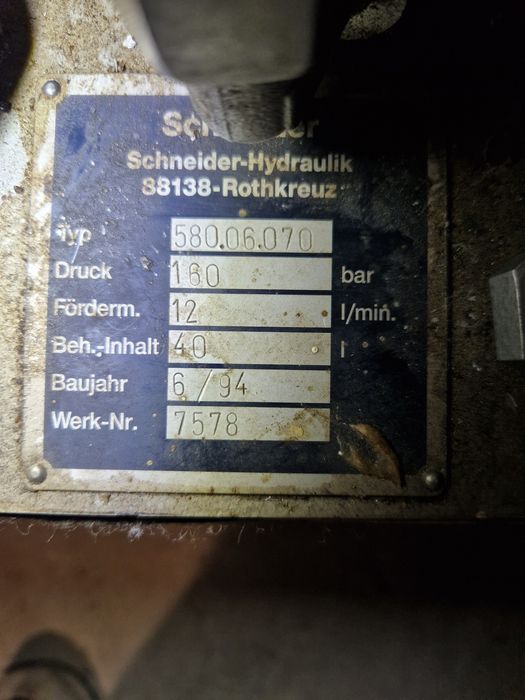 Schneider-Hydraulik
88138-Rothkreuz
Typ 580.06.070
Druck 160 bar
Förderm. 12 l/min.
Beh.-Inhalt 40 l
Baujahr 6/94
Werk-Nr. 7578